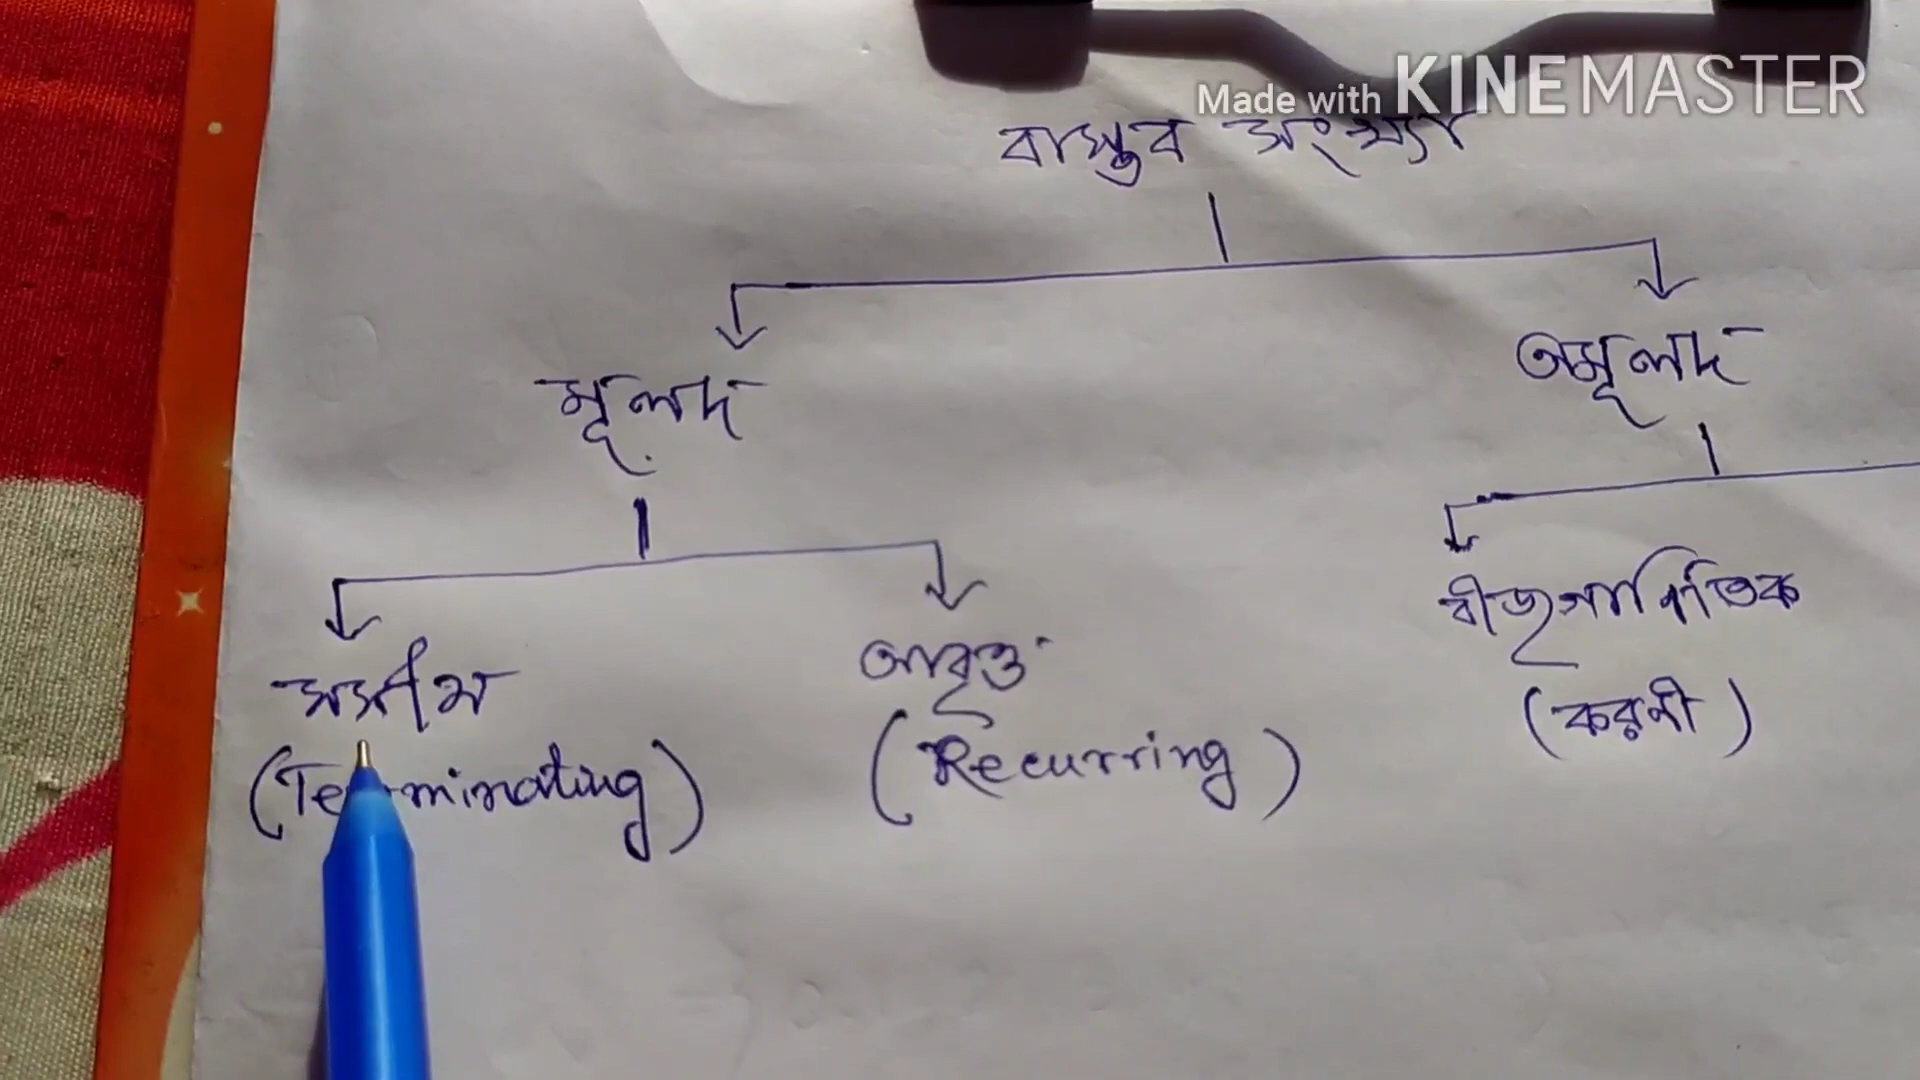 Made with KINEMASTER
বাস্তব সংখ্যা
মূলদ
অমূলদ
সসীম
(Terminating)
আবৃত্ত
(Recurring)
বীজগাণিতিক
(করণী)